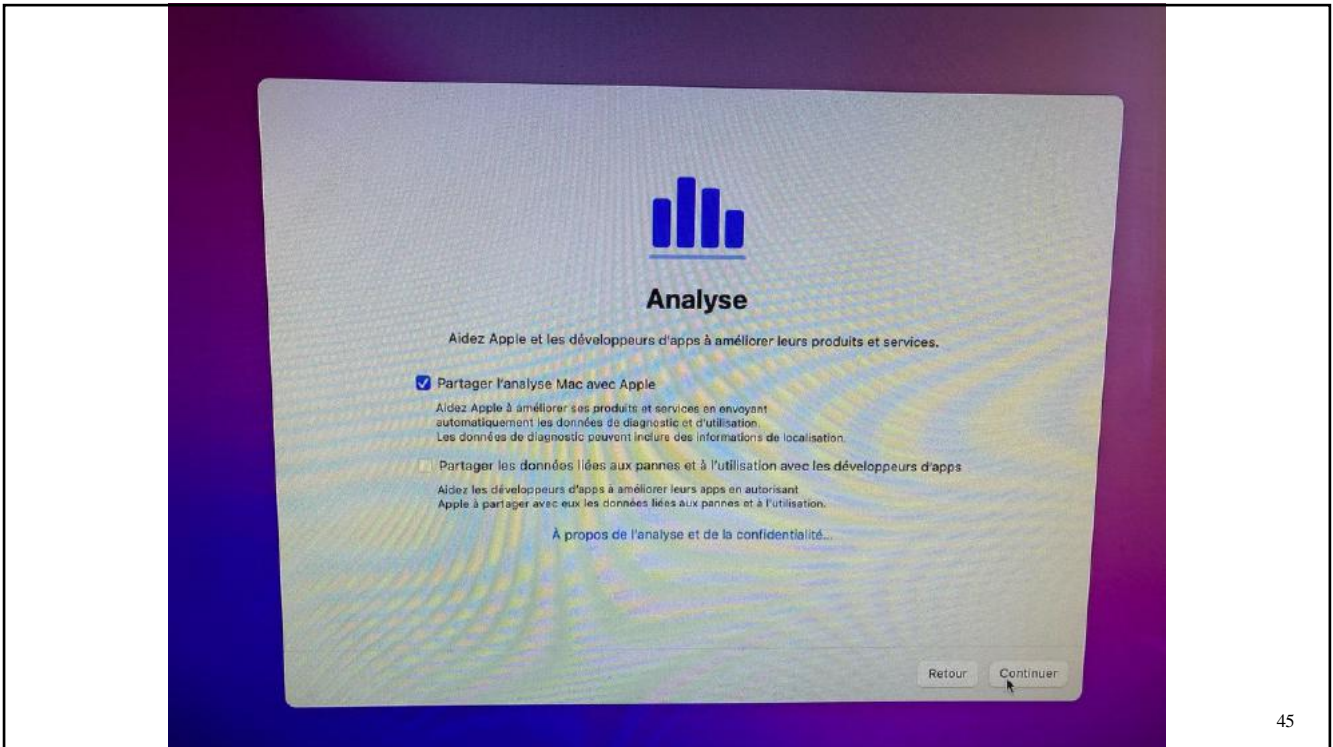 Analyse
Aidez Apple et les développeurs d'apps à améliorer leurs produits et services.
Partager l'analyse Mac avec Apple
Aidez Apple à améliorer ses produits et services en envoyant
automatiquement les données de diagnostic et d'utilisation.
Les données de diagnostic peuvent inclure des informations de localisation.
Partager les données liées aux pannes et à l'utilisation avec les développeurs d'apps
Aidez les développeurs d'apps à améliorer leurs apps en autorisant
Apple à partager avec eux les données liées aux pannes et à l'utilisation.
À propos de l'analyse et de la confidentialité...
Retour Continuer
45